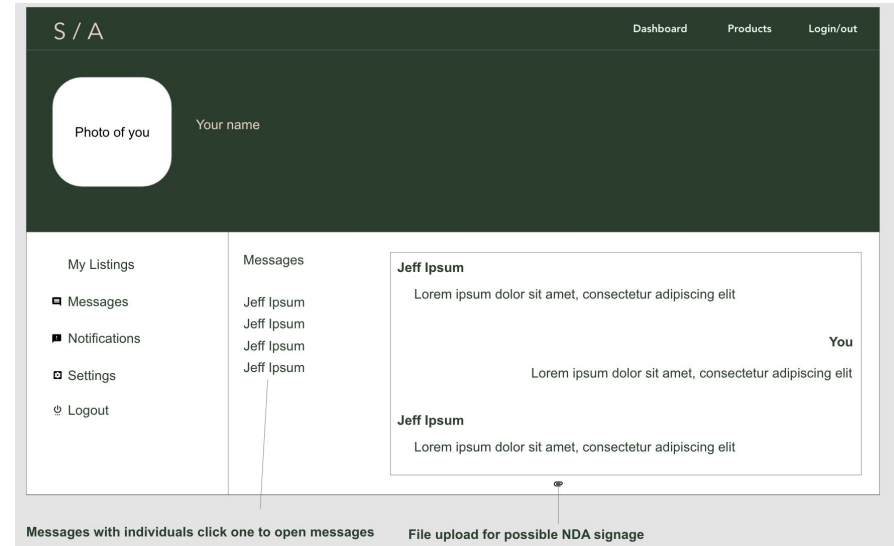 S / A
Dashboard Products Login/out
Photo of you
Your name
My Listings
Messages
Notifications
Settings
Logout
Messages
Jeff Ipsum
Jeff Ipsum
Jeff Ipsum
Jeff Ipsum
Jeff Ipsum
Lorem ipsum dolor sit amet, consectetur adipiscing elit
You
Lorem ipsum dolor sit amet, consectetur adipiscing elit
Jeff Ipsum
Lorem ipsum dolor sit amet, consectetur adipiscing elit
Messages with individuals click one to open messages
File upload for possible NDA signage